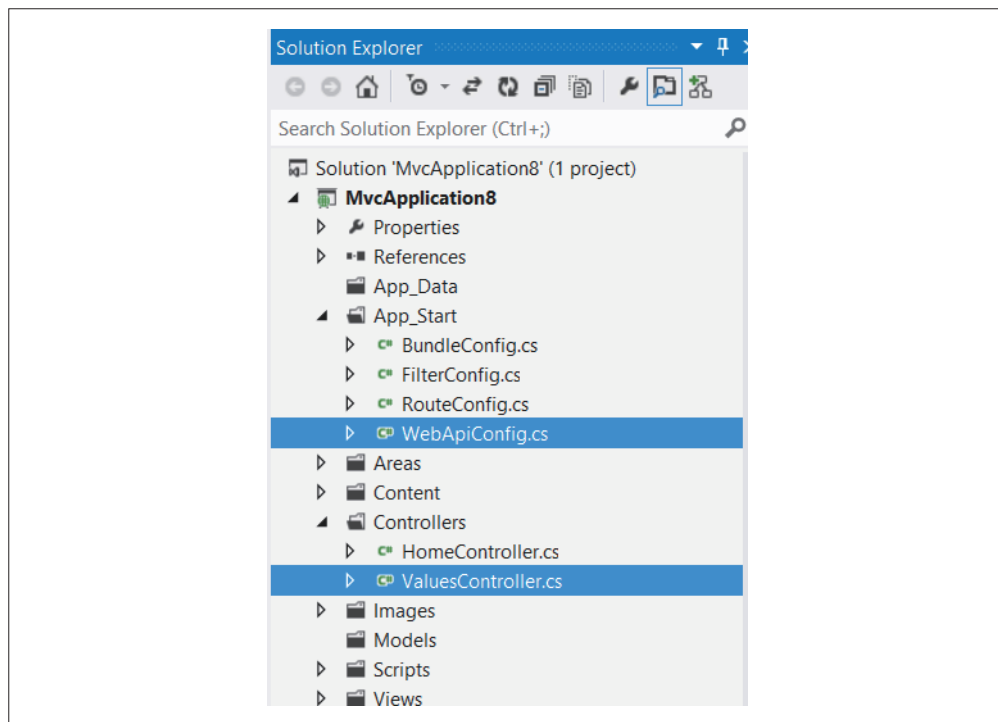 Solution Explorer
Search Solution Explorer (Ctrl+;)
Solution 'MvcApplication8' (1 project)
MvcApplication8
Properties
References
App_Data
App_Start
BundleConfig.cs
FilterConfig.cs
RouteConfig.cs
WebApiConfig.cs
Areas
Content
Controllers
HomeController.cs
ValuesController.cs
Images
Models
Scripts
Views